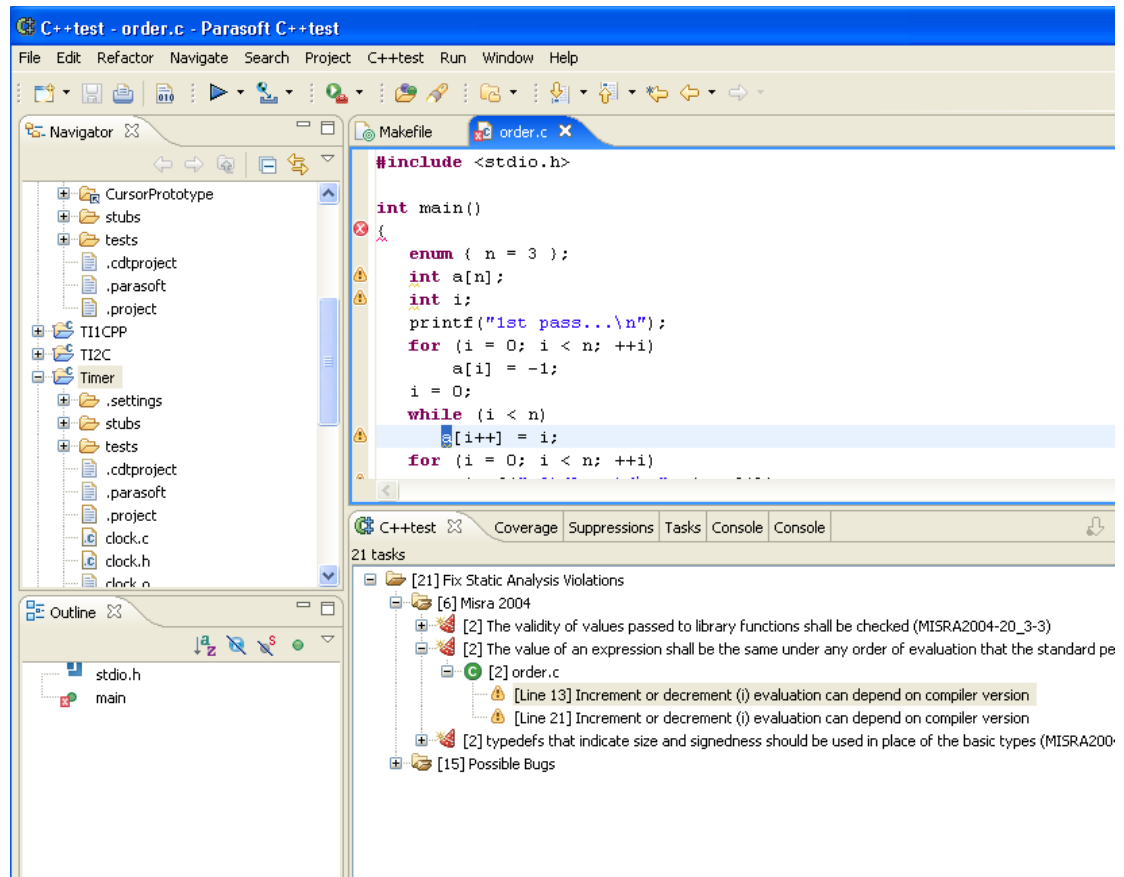 C++test - order.c - Parasoft C++test
File Edit Refactor Navigate Search Project C++test Run Window Help
Navigator
CursorPrototype
stubs
tests
.cdtproject
.parasoft
.project
TI1CPP
TI2C
Timer
.settings
stubs
tests
.cdtproject
.parasoft
.project
clock.c
clock.h
clock.o
Outline
stdio.h
main
Makefile order.c
#include <stdio.h>
int main()
{
enum { n = 3 };
int a[n];
int i;
printf("1st pass...\n");
for (i = 0; i < n; ++i)
a[i] = -1;
i = 0;
while (i < n)
a[i++] = i;
for (i = 0; i < n; ++i)
C++test Coverage Suppressions Tasks Console Console
21 tasks
[21] Fix Static Analysis Violations
[6] Misra 2004
[2] The validity of values passed to library functions shall be checked (MISRA2004-20_3-3)
[2] The value of an expression shall be the same under any order of evaluation that the standard pe
[2] order.c
[Line 13] Increment or decrement (i) evaluation can depend on compiler version
[Line 21] Increment or decrement (i) evaluation can depend on compiler version
[2] typedefs that indicate size and signedness should be used in place of the basic types (MISRA200
[15] Possible Bugs